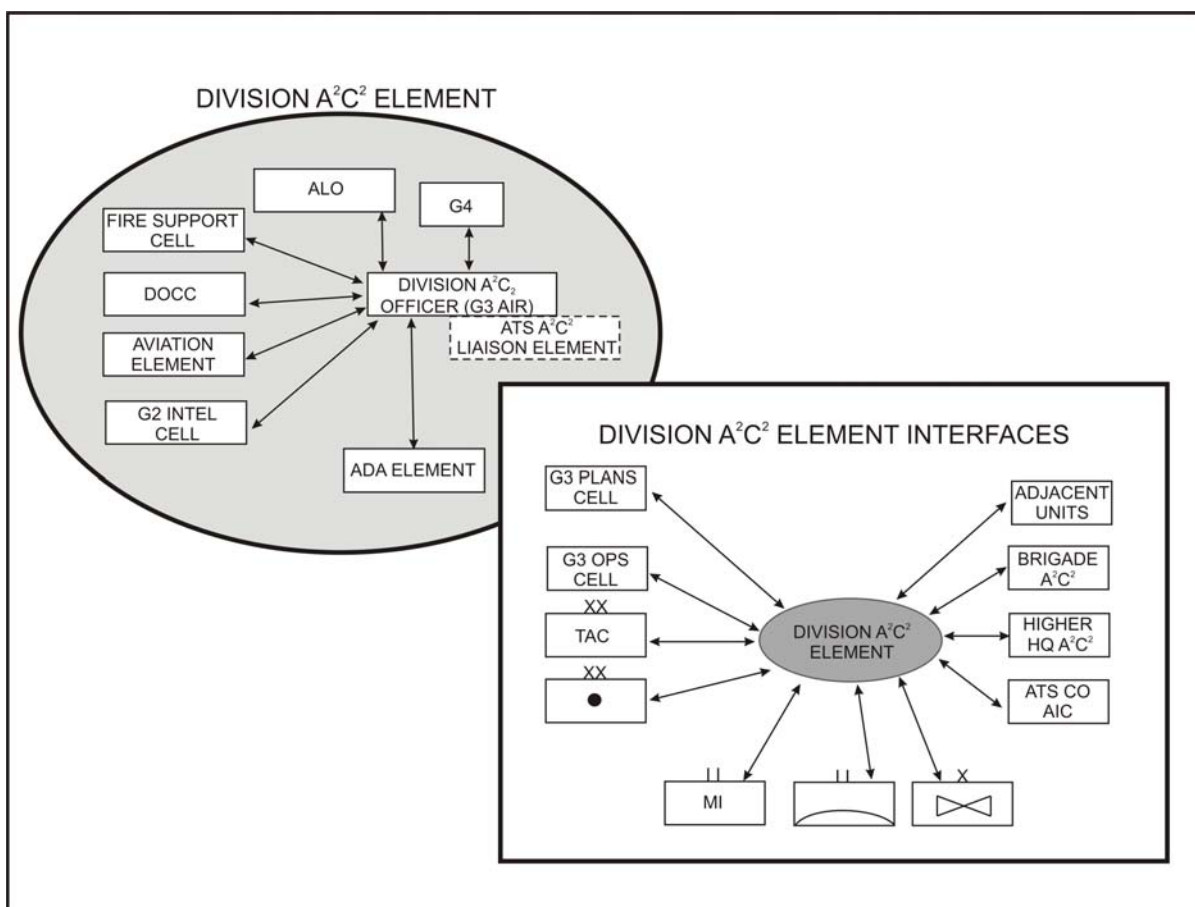 DIVISION A²C² ELEMENT
ALO
G4
FIRE SUPPORT
CELL
DOCC
DIVISION A²C₂
OFFICER (G3 AIR)
ATS A²C²
LIAISON ELEMENT
AVIATION
ELEMENT
G2 INTEL
CELL
ADA ELEMENT
DIVISION A²C² ELEMENT INTERFACES
G3 PLANS
CELL
G3 OPS
CELL
XX
TAC
XX
DIVISION A²C²
ELEMENT
ADJACENT
UNITS
BRIGADE
A²C²
HIGHER
HQ A²C²
ATS CO
AIC
II
MI
II
X